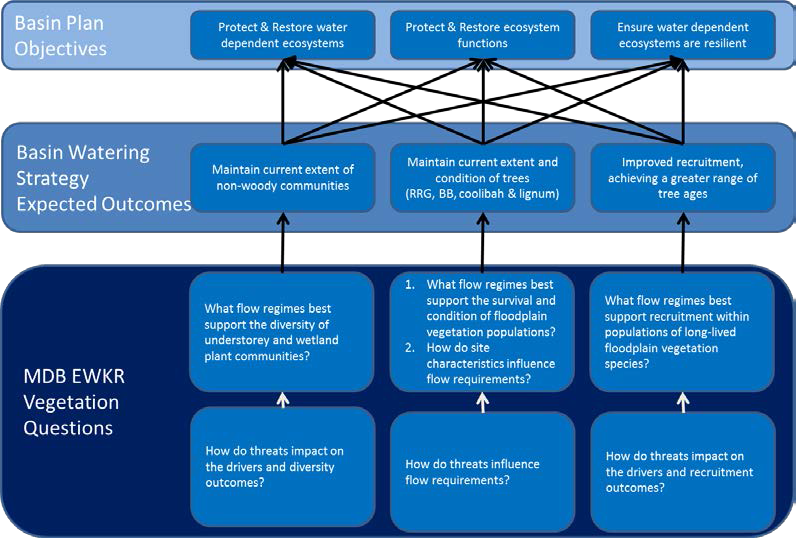 Basin Plan
Objectives
Protect & Restore water
dependent ecosystems
Protect & Restore ecosystem
functions
Ensure water dependent
ecosystems are resilient
Basin Watering
Strategy
Expected Outcomes
Maintain current extent of
non-woody communities
Maintain current extent and
condition of trees
(RRG, BB, coolibah & lignum)
Improved recruitment,
achieving a greater range of
tree ages
MDB EWKR
Vegetation
Questions
What flow regimes best
support the diversity of
understorey and wetland
plant communities?
1. What flow regimes best
support the survival and
condition of floodplain
vegetation populations?
2. How do site
characteristics influence
flow requirements?
What flow regimes best
support recruitment within
populations of long-lived
floodplain vegetation
species?
How do threats impact on
the drivers and diversity
outcomes?
How do threats influence
flow requirements?
How do threats impact on
the drivers and recruitment
outcomes?